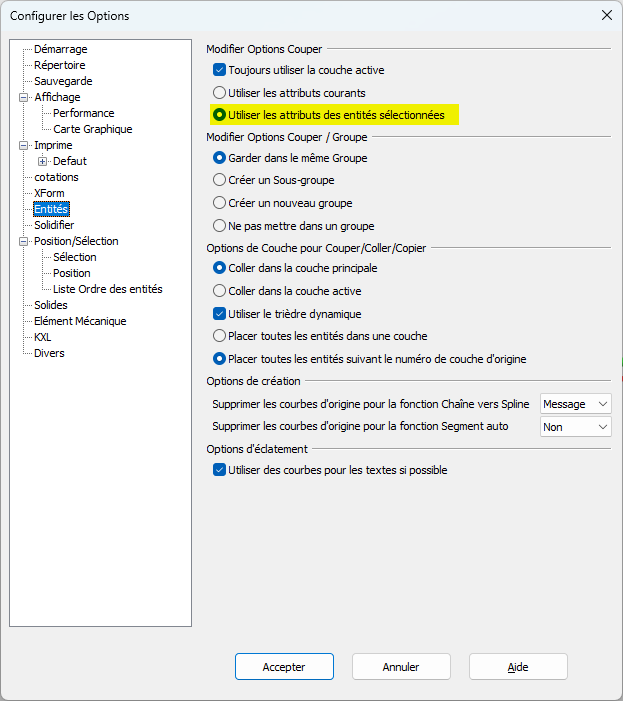 Configurer les Options
Démarrage
Répertoire
Sauvegarde
Affichage
Performance
Carte Graphique
Imprime
Defaut
cotations
XForm
Entités
Solidifier
Position/Sélection
Sélection
Position
Liste Ordre des entités
Solides
Elément Mécanique
KXL
Divers
Modifier Options Couper
Toujours utiliser la couche active
Utiliser les attributs courants
Utiliser les attributs des entités sélectionnées
Modifier Options Couper / Groupe
Garder dans le même Groupe
Créer un Sous-groupe
Créer un nouveau groupe
Ne pas mettre dans un groupe
Options de Couche pour Couper/Coller/Copier
Coller dans la couche principale
Coller dans la couche active
Utiliser le trièdre dynamique
Placer toutes les entités dans une couche
Placer toutes les entités suivant le numéro de couche d'origine
Options de création
Supprimer les courbes d'origine pour la fonction Chaîne vers Spline Message
Supprimer les courbes d'origine pour la fonction Segment auto Non
Options d'éclatement
Utiliser des courbes pour les textes si possible
Accepter Annuler Aide